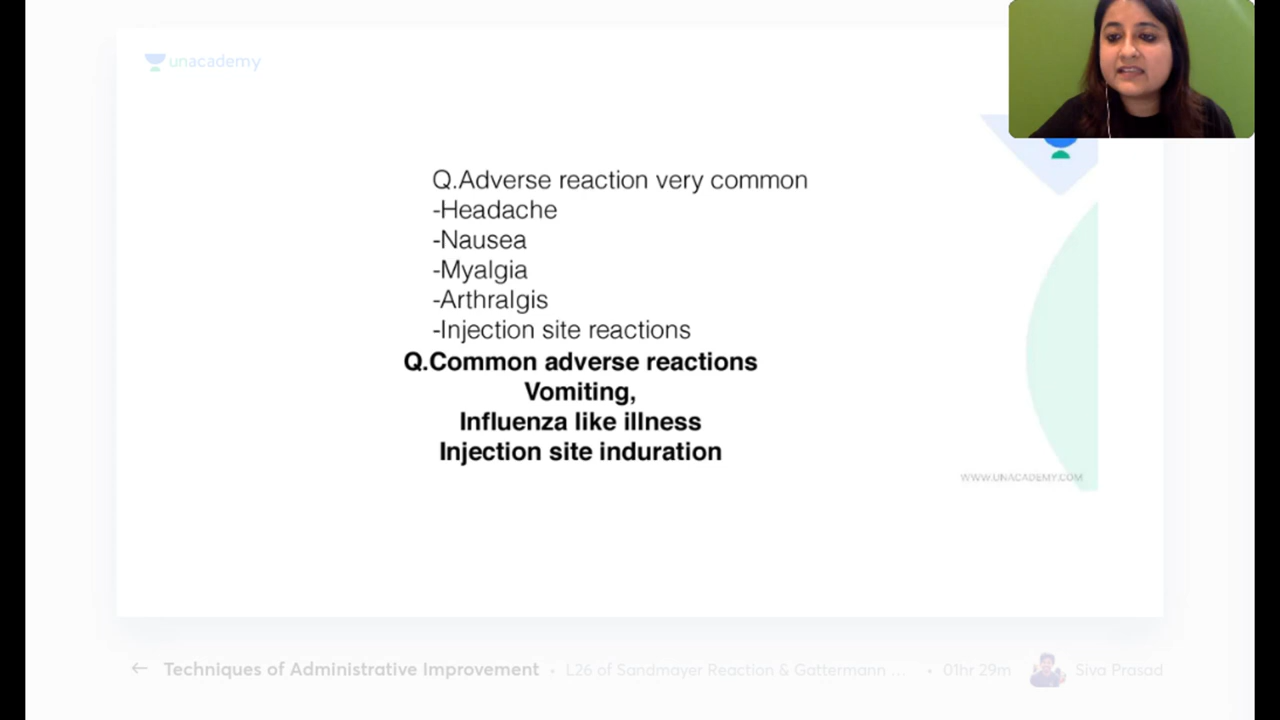 unacademy
Q.Adverse reaction very common
-Headache
-Nausea
-Myalgia
-Arthralgis
-Injection site reactions
Q.Common adverse reactions
Vomiting,
Influenza like illness
Injection site induration
WWW.UNACADEMY.COM
Techniques of Administrative Improvement • L26 of Sandmayer Reaction & Gattermann ... • 01hr 29m Siva Prasad